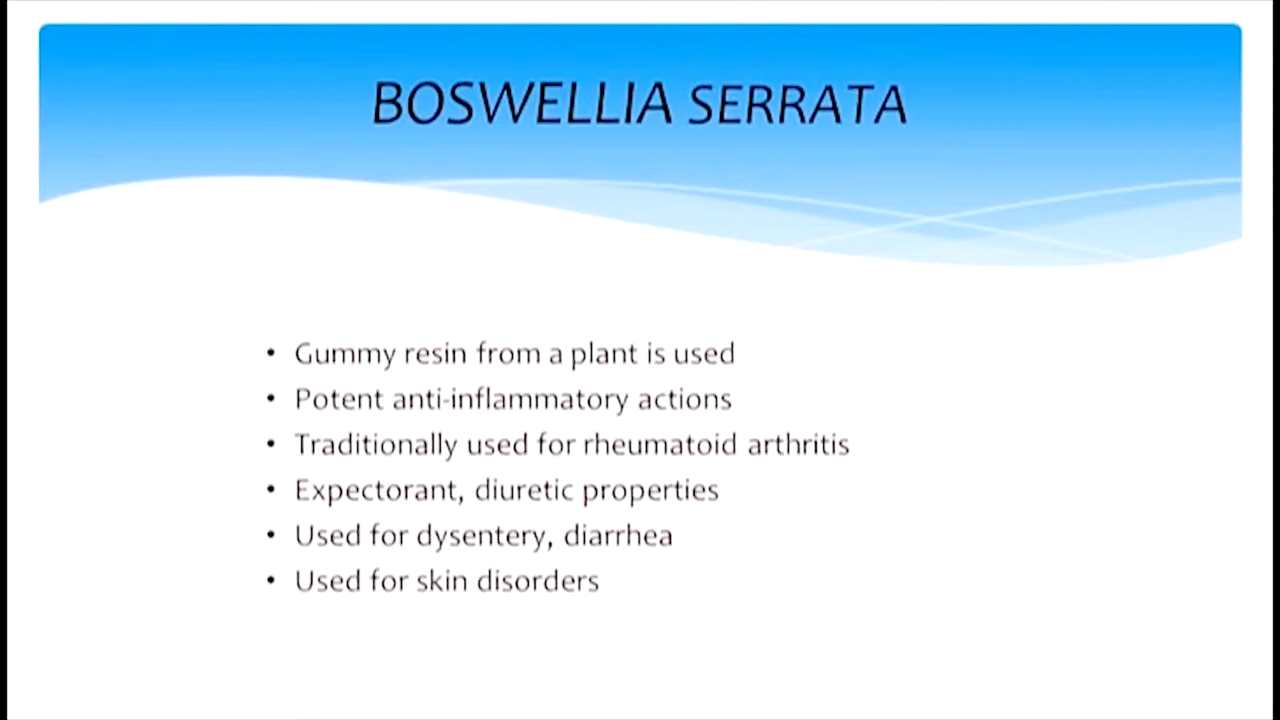 BOSWELLIA SERRATA
• Gummy resin from a plant is used
• Potent anti-inflammatory actions
• Traditionally used for rheumatoid arthritis
• Expectorant, diuretic properties
• Used for dysentery, diarrhea
• Used for skin disorders